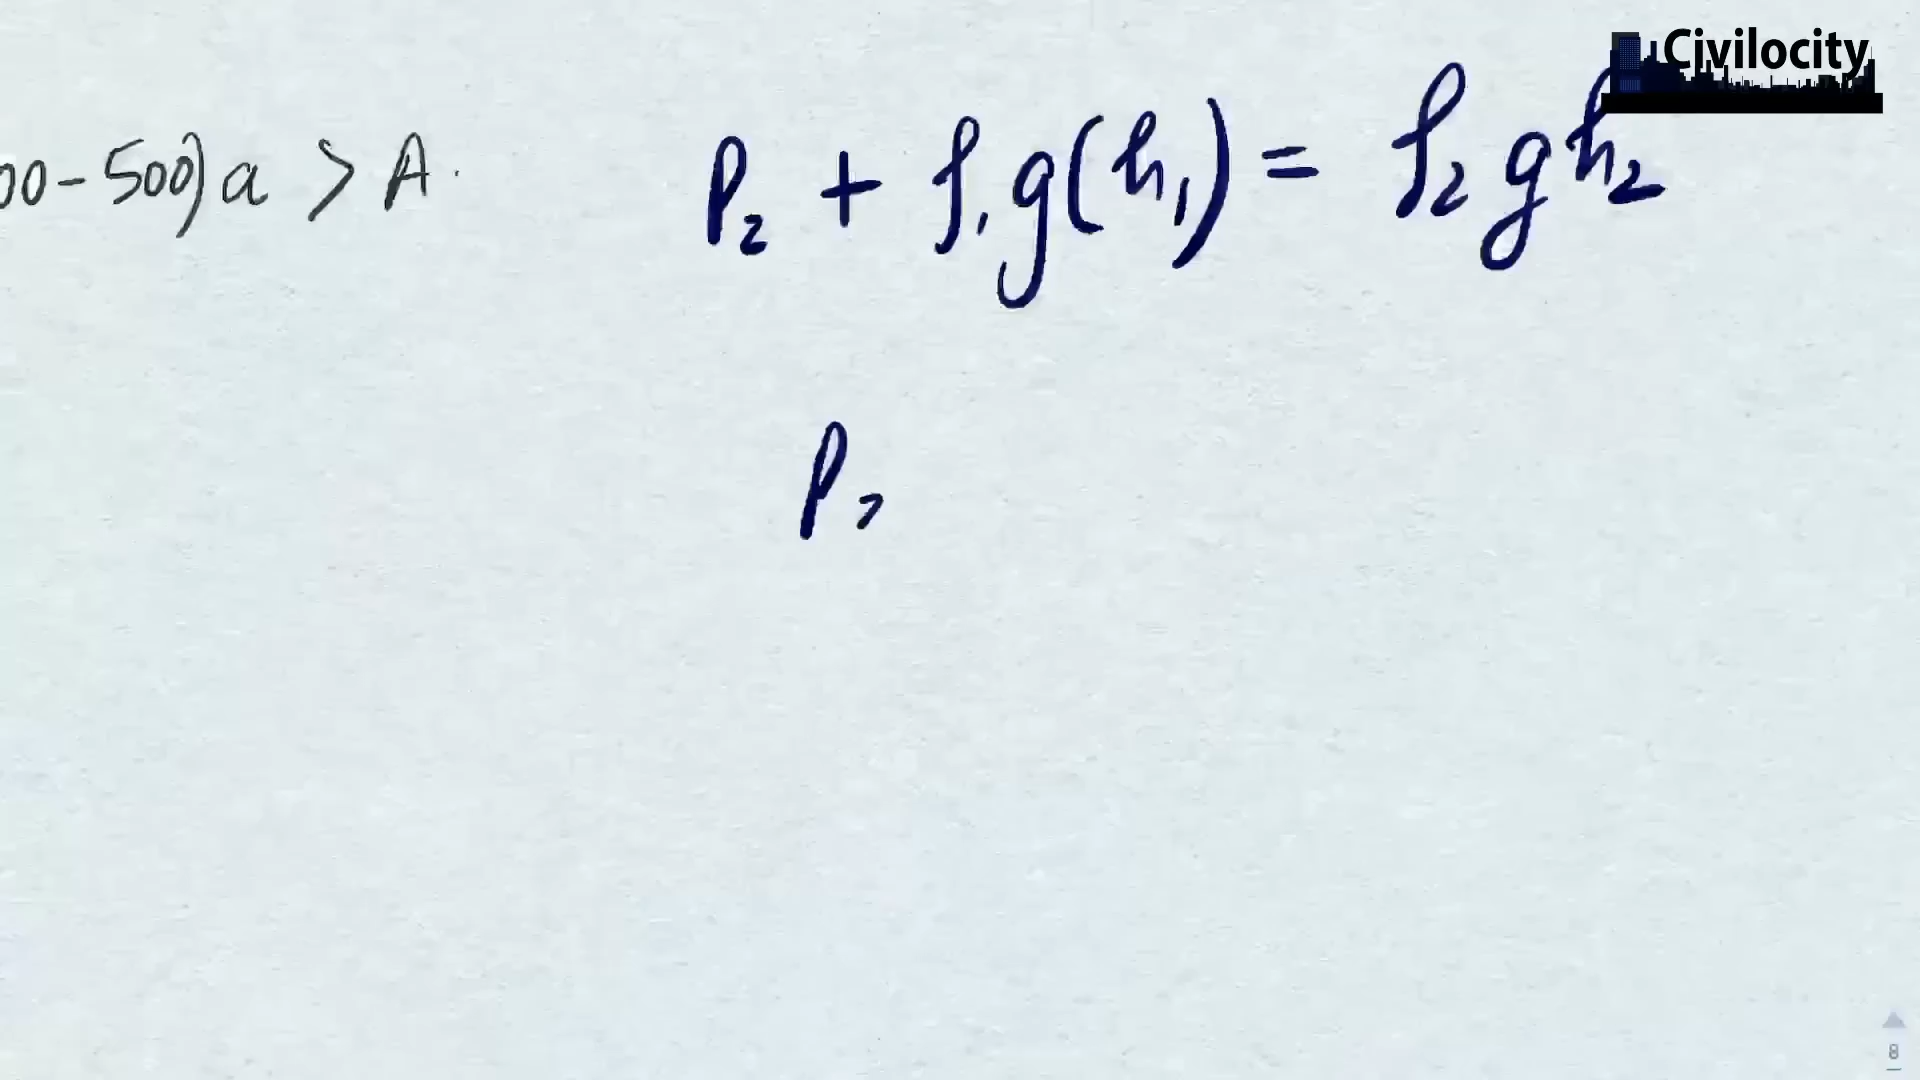 Civilocity
00-500)a > A.
P₂ + ρ₁g(h₁) = ρ₂gh₂
P₂
8